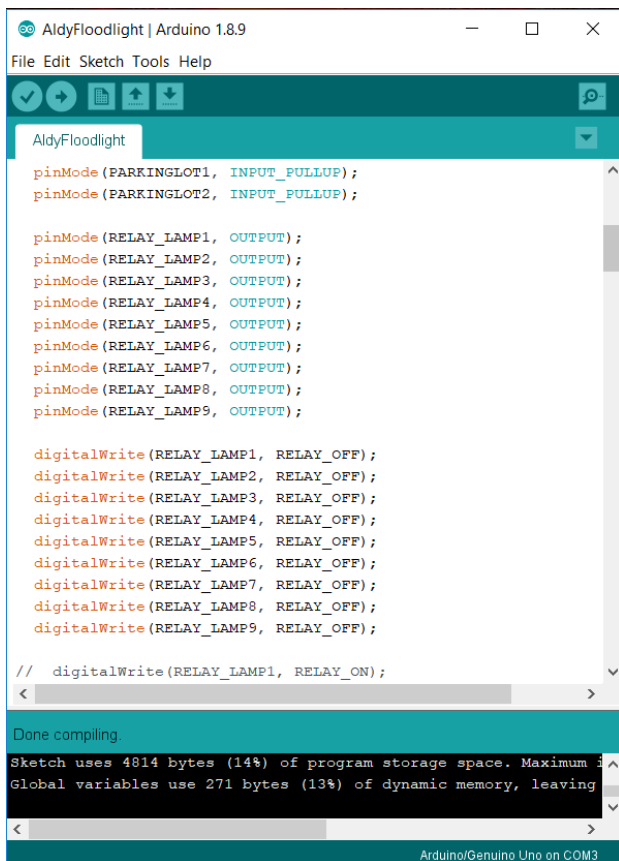 AldyFloodlight | Arduino 1.8.9
File Edit Sketch Tools Help
AldyFloodlight
pinMode(PARKINGLOT1, INPUT_PULLUP);
pinMode(PARKINGLOT2, INPUT_PULLUP);
pinMode(RELAY_LAMP1, OUTPUT);
pinMode(RELAY_LAMP2, OUTPUT);
pinMode(RELAY_LAMP3, OUTPUT);
pinMode(RELAY_LAMP4, OUTPUT);
pinMode(RELAY_LAMP5, OUTPUT);
pinMode(RELAY_LAMP6, OUTPUT);
pinMode(RELAY_LAMP7, OUTPUT);
pinMode(RELAY_LAMP8, OUTPUT);
pinMode(RELAY_LAMP9, OUTPUT);
digitalWrite(RELAY_LAMP1, RELAY_OFF);
digitalWrite(RELAY_LAMP2, RELAY_OFF);
digitalWrite(RELAY_LAMP3, RELAY_OFF);
digitalWrite(RELAY_LAMP4, RELAY_OFF);
digitalWrite(RELAY_LAMP5, RELAY_OFF);
digitalWrite(RELAY_LAMP6, RELAY_OFF);
digitalWrite(RELAY_LAMP7, RELAY_OFF);
digitalWrite(RELAY_LAMP8, RELAY_OFF);
digitalWrite(RELAY_LAMP9, RELAY_OFF);
// digitalWrite(RELAY_LAMP1, RELAY_ON);
Done compiling.
Sketch uses 4814 bytes (14%) of program storage space. Maximum i
Global variables use 271 bytes (13%) of dynamic memory, leaving
Arduino/Genuino Uno on COM3